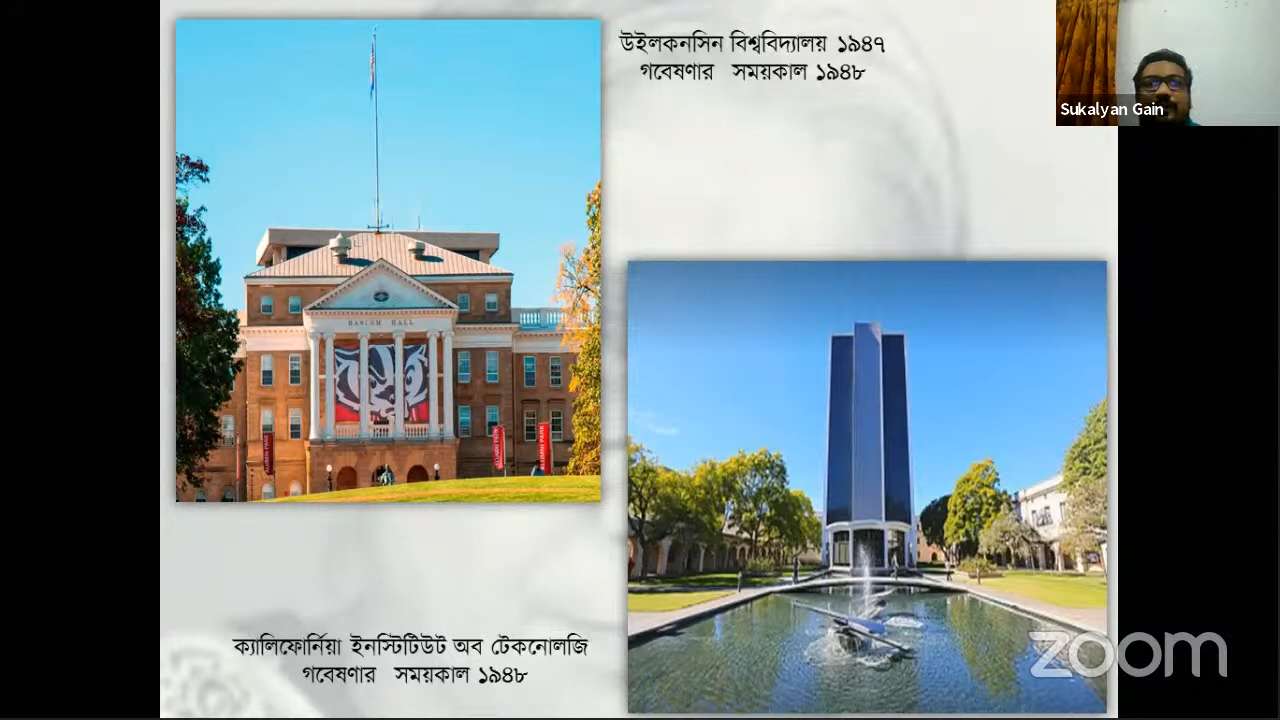 উইলকনসিন বিশ্ববিদ্যালয় ১৯৪৭
গবেষণার সময়কাল ১৯৪৮
Sukalyan Gain
BASCOM HALL
ক্যালিফোর্নিয়া ইনস্টিটিউট অব টেকনোলজি
গবেষণার সময়কাল ১৯৪৮
zoom